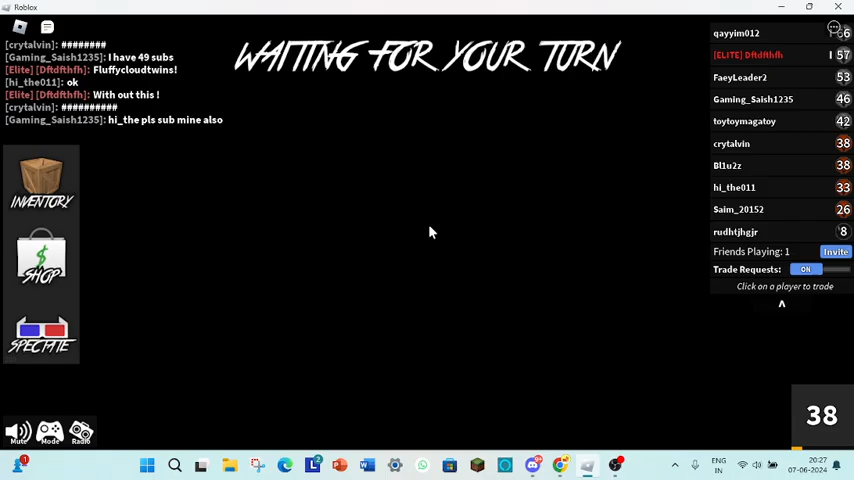 Roblox
[crytalvin]: ########
[Gaming_Saish1235]: I have 49 subs
[Elite] [Dftdfthfh]: Fluffycloudtwins!
[hi_the011]: ok
[Elite] [Dftdfthfh]: With out this !
[crytalvin]: ##########
[Gaming_Saish1235]: hi_the pls sub mine also
WAITING FOR YOUR TURN
qayyim012 66
[ELITE] Dftdfthfh 57
FaeyLeader2 53
Gaming_Saish1235 46
toytoymagatoy 42
crytalvin 38
Bl1u2z 38
hi_the011 33
Saim_20152 26
rudhtjhgjr 8
Friends Playing: 1 Invite
Trade Requests: ON
Click on a player to trade
INVENTORY
SHOP
SPECTATE
Mute Mode Radio
38
ENG
IN
20:27
07-06-2024